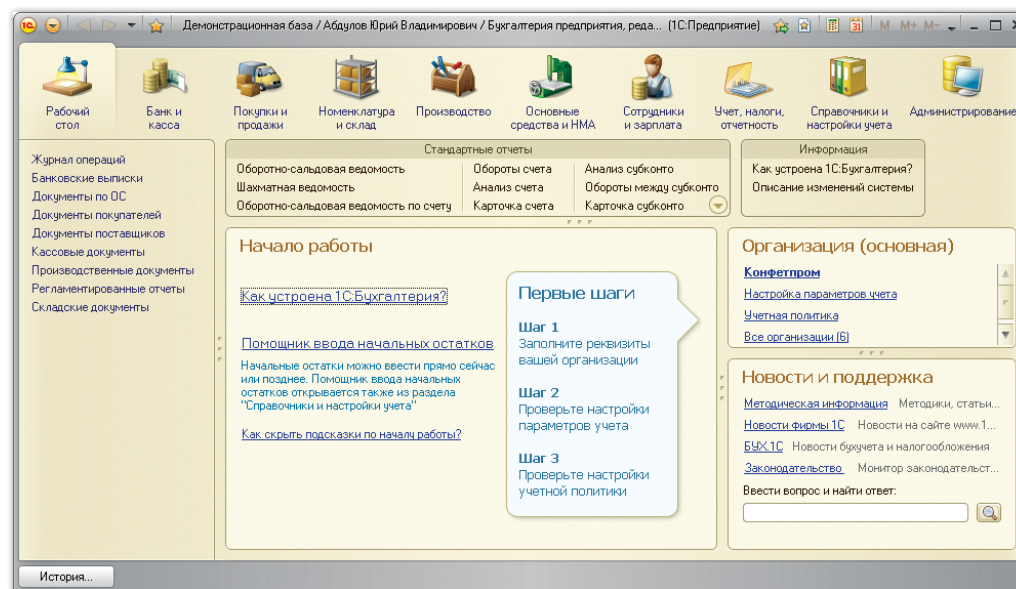 Демонстрационная база / Абдулов Юрий Владимирович / Бухгалтерия предприятия, реда... (1С:Предприятие)
M M+ M-
Рабочий стол
Банк и касса
Покупки и продажи
Номенклатура и склад
Производство
Основные средства и НМА
Сотрудники и зарплата
Учет, налоги, отчетность
Справочники и настройки учета
Администрирование
Журнал операций
Банковские выписки
Документы по ОС
Документы покупателей
Документы поставщиков
Кассовые документы
Производственные документы
Регламентированные отчеты
Складские документы
Стандартные отчеты
Оборотно-сальдовая ведомость
Шахматная ведомость
Оборотно-сальдовая ведомость по счету
Обороты счета
Анализ счета
Карточка счета
Анализ субконто
Обороты между субконто
Карточка субконто
Информация
Как устроена 1С:Бухгалтерия?
Описание изменений системы
Начало работы
Как устроена 1С:Бухгалтерия?
Помощник ввода начальных остатков
Начальные остатки можно ввести прямо сейчас
или позднее. Помощник ввода начальных
остатков открывается также из раздела
"Справочники и настройки учета"
Как скрыть подсказки по началу работы?
Первые шаги
Шаг 1
Заполните реквизиты
вашей организации
Шаг 2
Проверьте настройки
параметров учета
Шаг 3
Проверьте настройки
учетной политики
Организация (основная)
Конфетпром
Настройка параметров учета
Учетная политика
Все организации (6)
Новости и поддержка
Методическая информация Методики, статьи...
Новости фирмы 1С Новости на сайте www.1...
БУХ.1С Новости бухучета и налогообложения
Законодательство Монитор законодательст...
Ввести вопрос и найти ответ:
История...